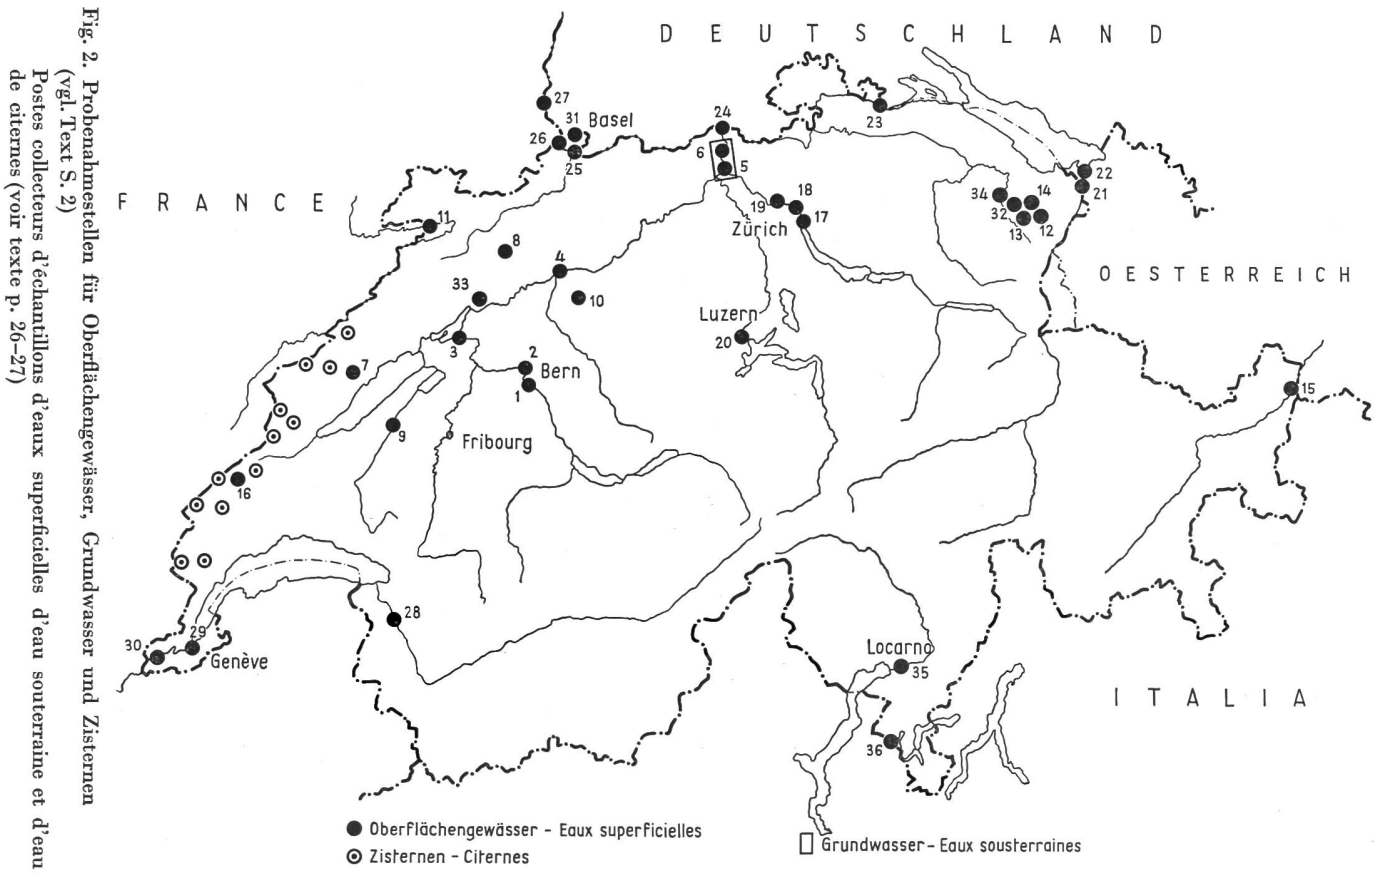 Fig. 2. Probenahmestellen für Oberflächengewässer, Grundwasser und Zisternen
(vgl. Text S. 2)
Postes collecteurs d'échantillons d'eaux superficielles d'eau souterraine et d'eau
de citernes (voir texte p. 26–27)
DEUTSCHLAND
27
31
Basel
26
25
24
6
5
23
22
21
FRANCE
11
18
19
17
Zürich
34
14
32
13
12
8
4
OESTERREICH
33
10
Luzern
20
3
2
Bern
1
7
15
9
Fribourg
16
28
29
30
Genève
Locarno
35
ITALIA
36
Oberflächengewässer – Eaux superficielles
Zisternen – Citernes
Grundwasser – Eaux sousterraines